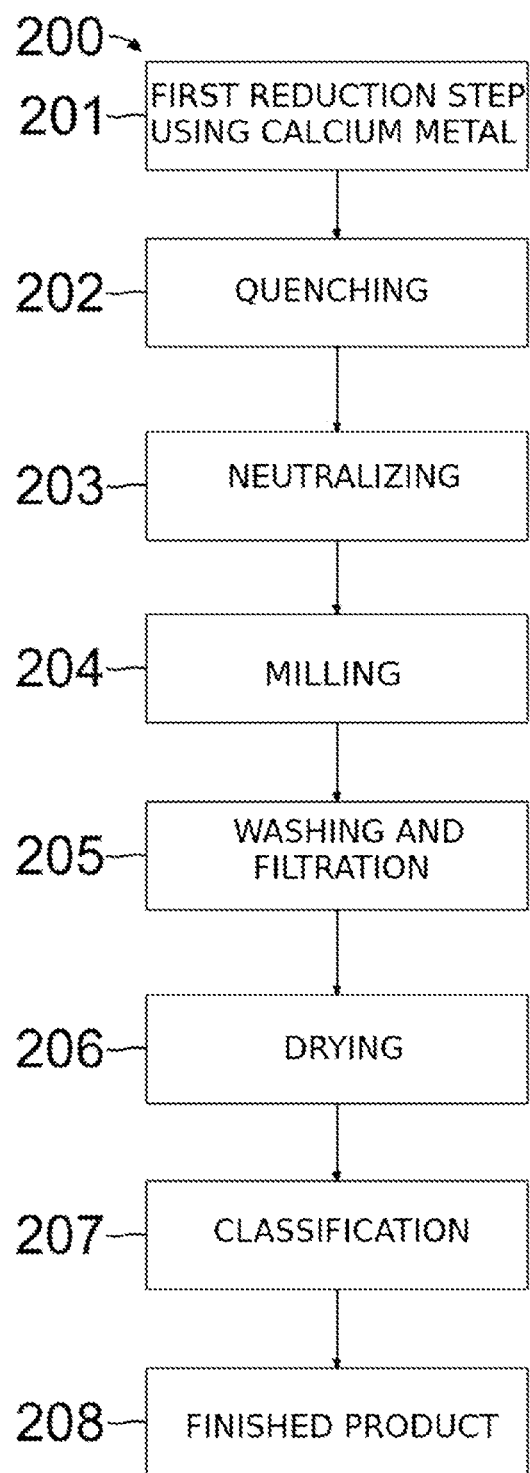 200
201
FIRST REDUCTION STEP
USING CALCIUM METAL
202
QUENCHING
203
NEUTRALIZING
204
MILLING
205
WASHING AND
FILTRATION
206
DRYING
207
CLASSIFICATION
208
FINISHED PRODUCT